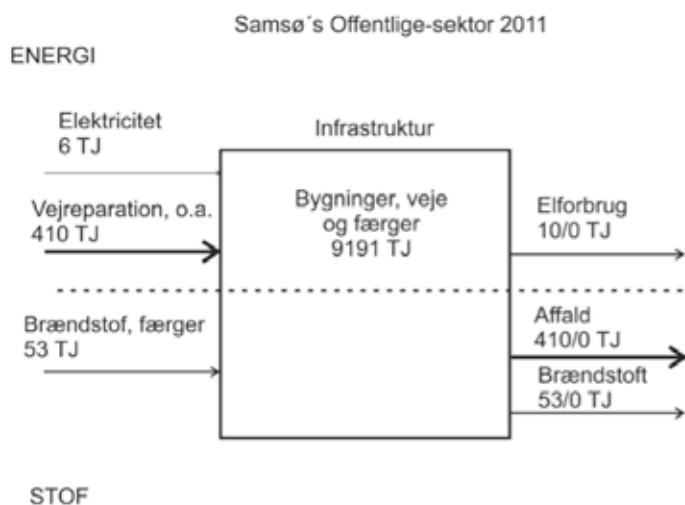 Samsø´s Offentlige-sektor 2011
ENERGI
Elektricitet
6 TJ
Infrastruktur
Vejreparation, o.a.
410 TJ
Bygninger, veje
og færger
9191 TJ
Elforbrug
10/0 TJ
Brændstof, færger
53 TJ
Affald
410/0 TJ
Brændstoft
53/0 TJ
STOF